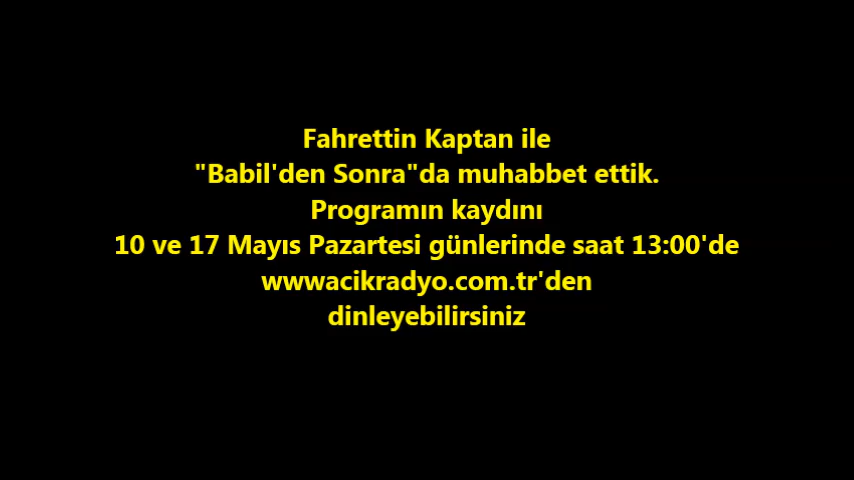 Fahrettin Kaptan ile
"Babil'den Sonra"da muhabbet ettik.
Programın kaydını
10 ve 17 Mayıs Pazartesi günlerinde saat 13:00'de
wwwacikradyo.com.tr'den
dinleyebilirsiniz